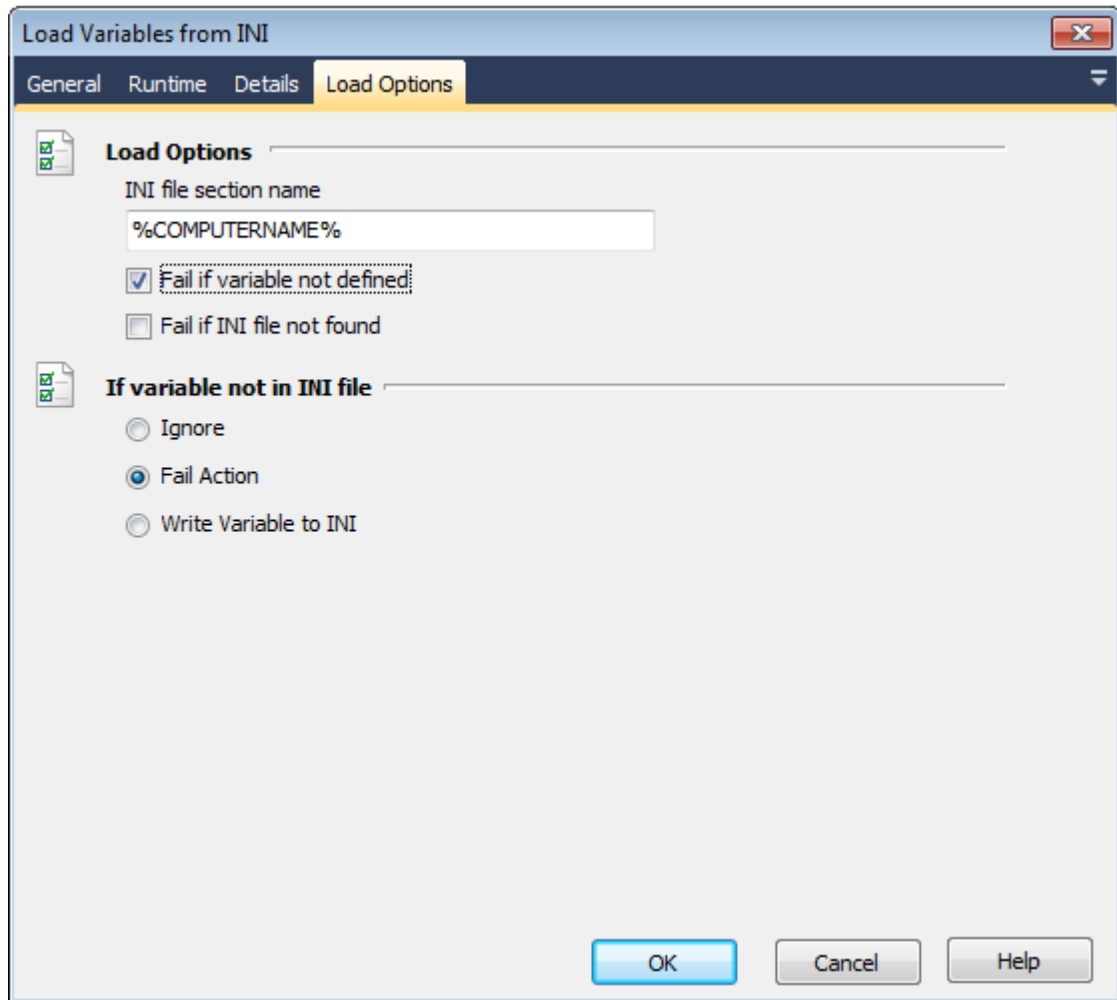 Load Variables from INI
General Runtime Details Load Options
Load Options
INI file section name
%COMPUTERNAME%
Fail if variable not defined
Fail if INI file not found
If variable not in INI file
Ignore
Fail Action
Write Variable to INI
OK Cancel Help